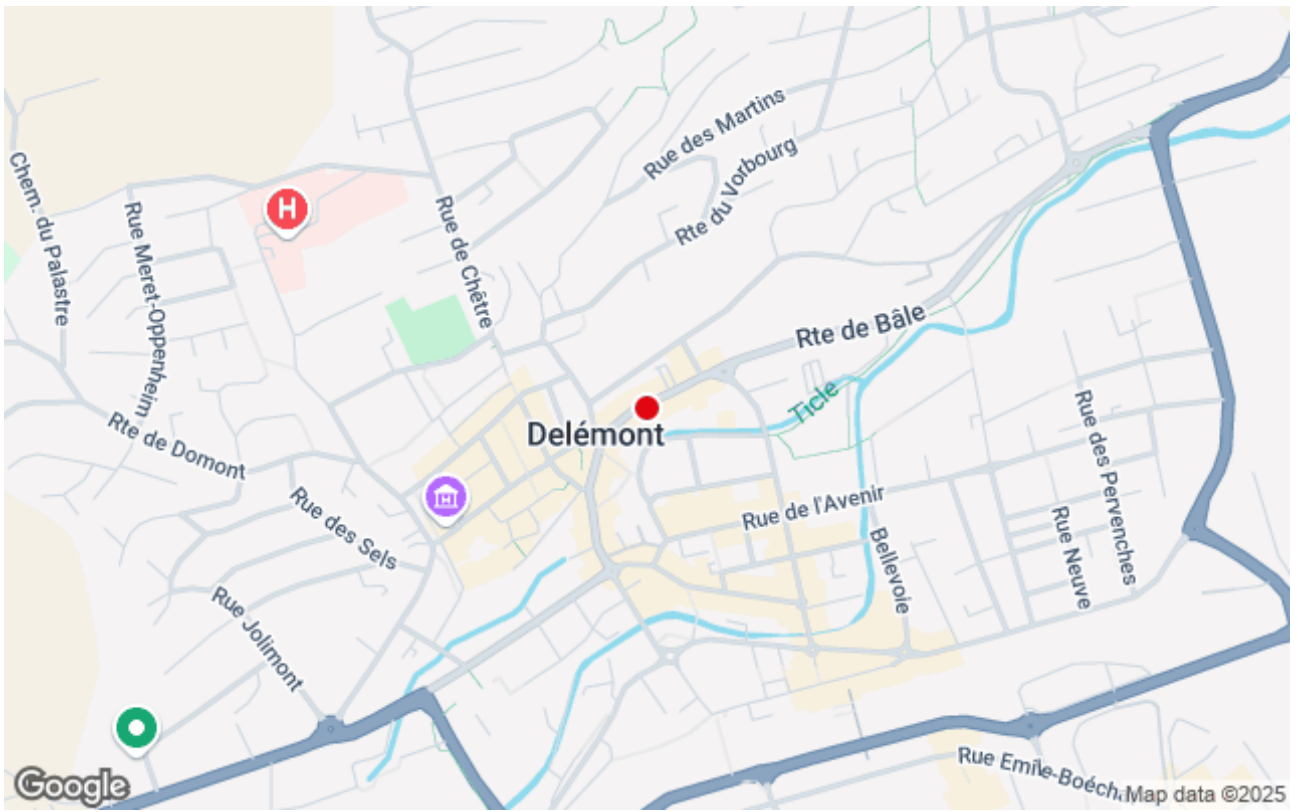 Rue des Martins
Rte du Vorbourg
Chem. du Palastre
Rue Meret-Oppenheim
H
Rue de Chêtre
Rte de Bâle
Ticle
Delémont
Rte de Domont
Rue des Sels
Rue de l'Avenir
Bellevoie
Rue des Pervenches
Rue Neuve
Rue Jolimont
Rue Emile-Boéch
Google
Map data ©2025